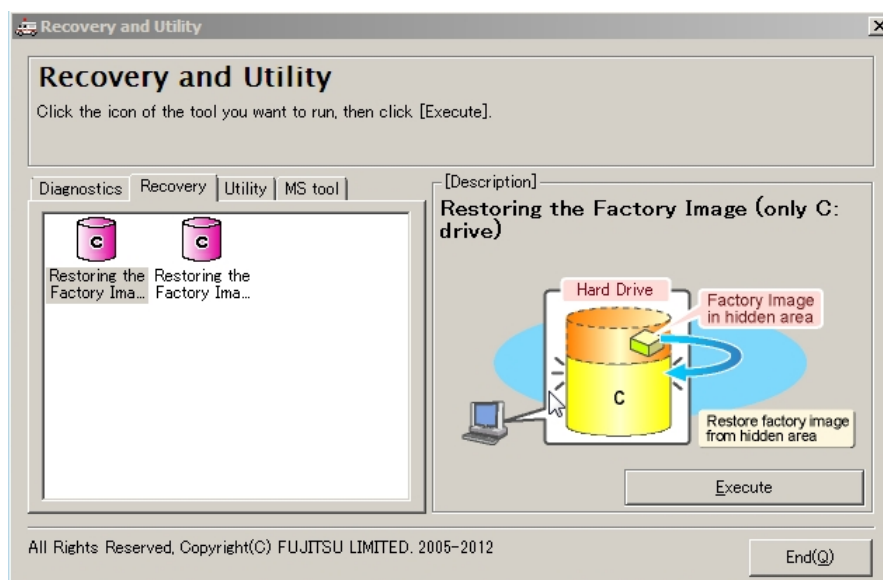 Recovery and Utility
Recovery and Utility
Click the icon of the tool you want to run, then click [Execute].
Diagnostics
Recovery
Utility
MS tool
C
Restoring the
Factory Ima...
C
Restoring the
Factory Ima...
[Description]
Restoring the Factory Image (only C:
drive)
Hard Drive
Factory Image
in hidden area
C
Restore factory image
from hidden area
Execute
All Rights Reserved, Copyright(C) FUJITSU LIMITED. 2005-2012
End(Q)